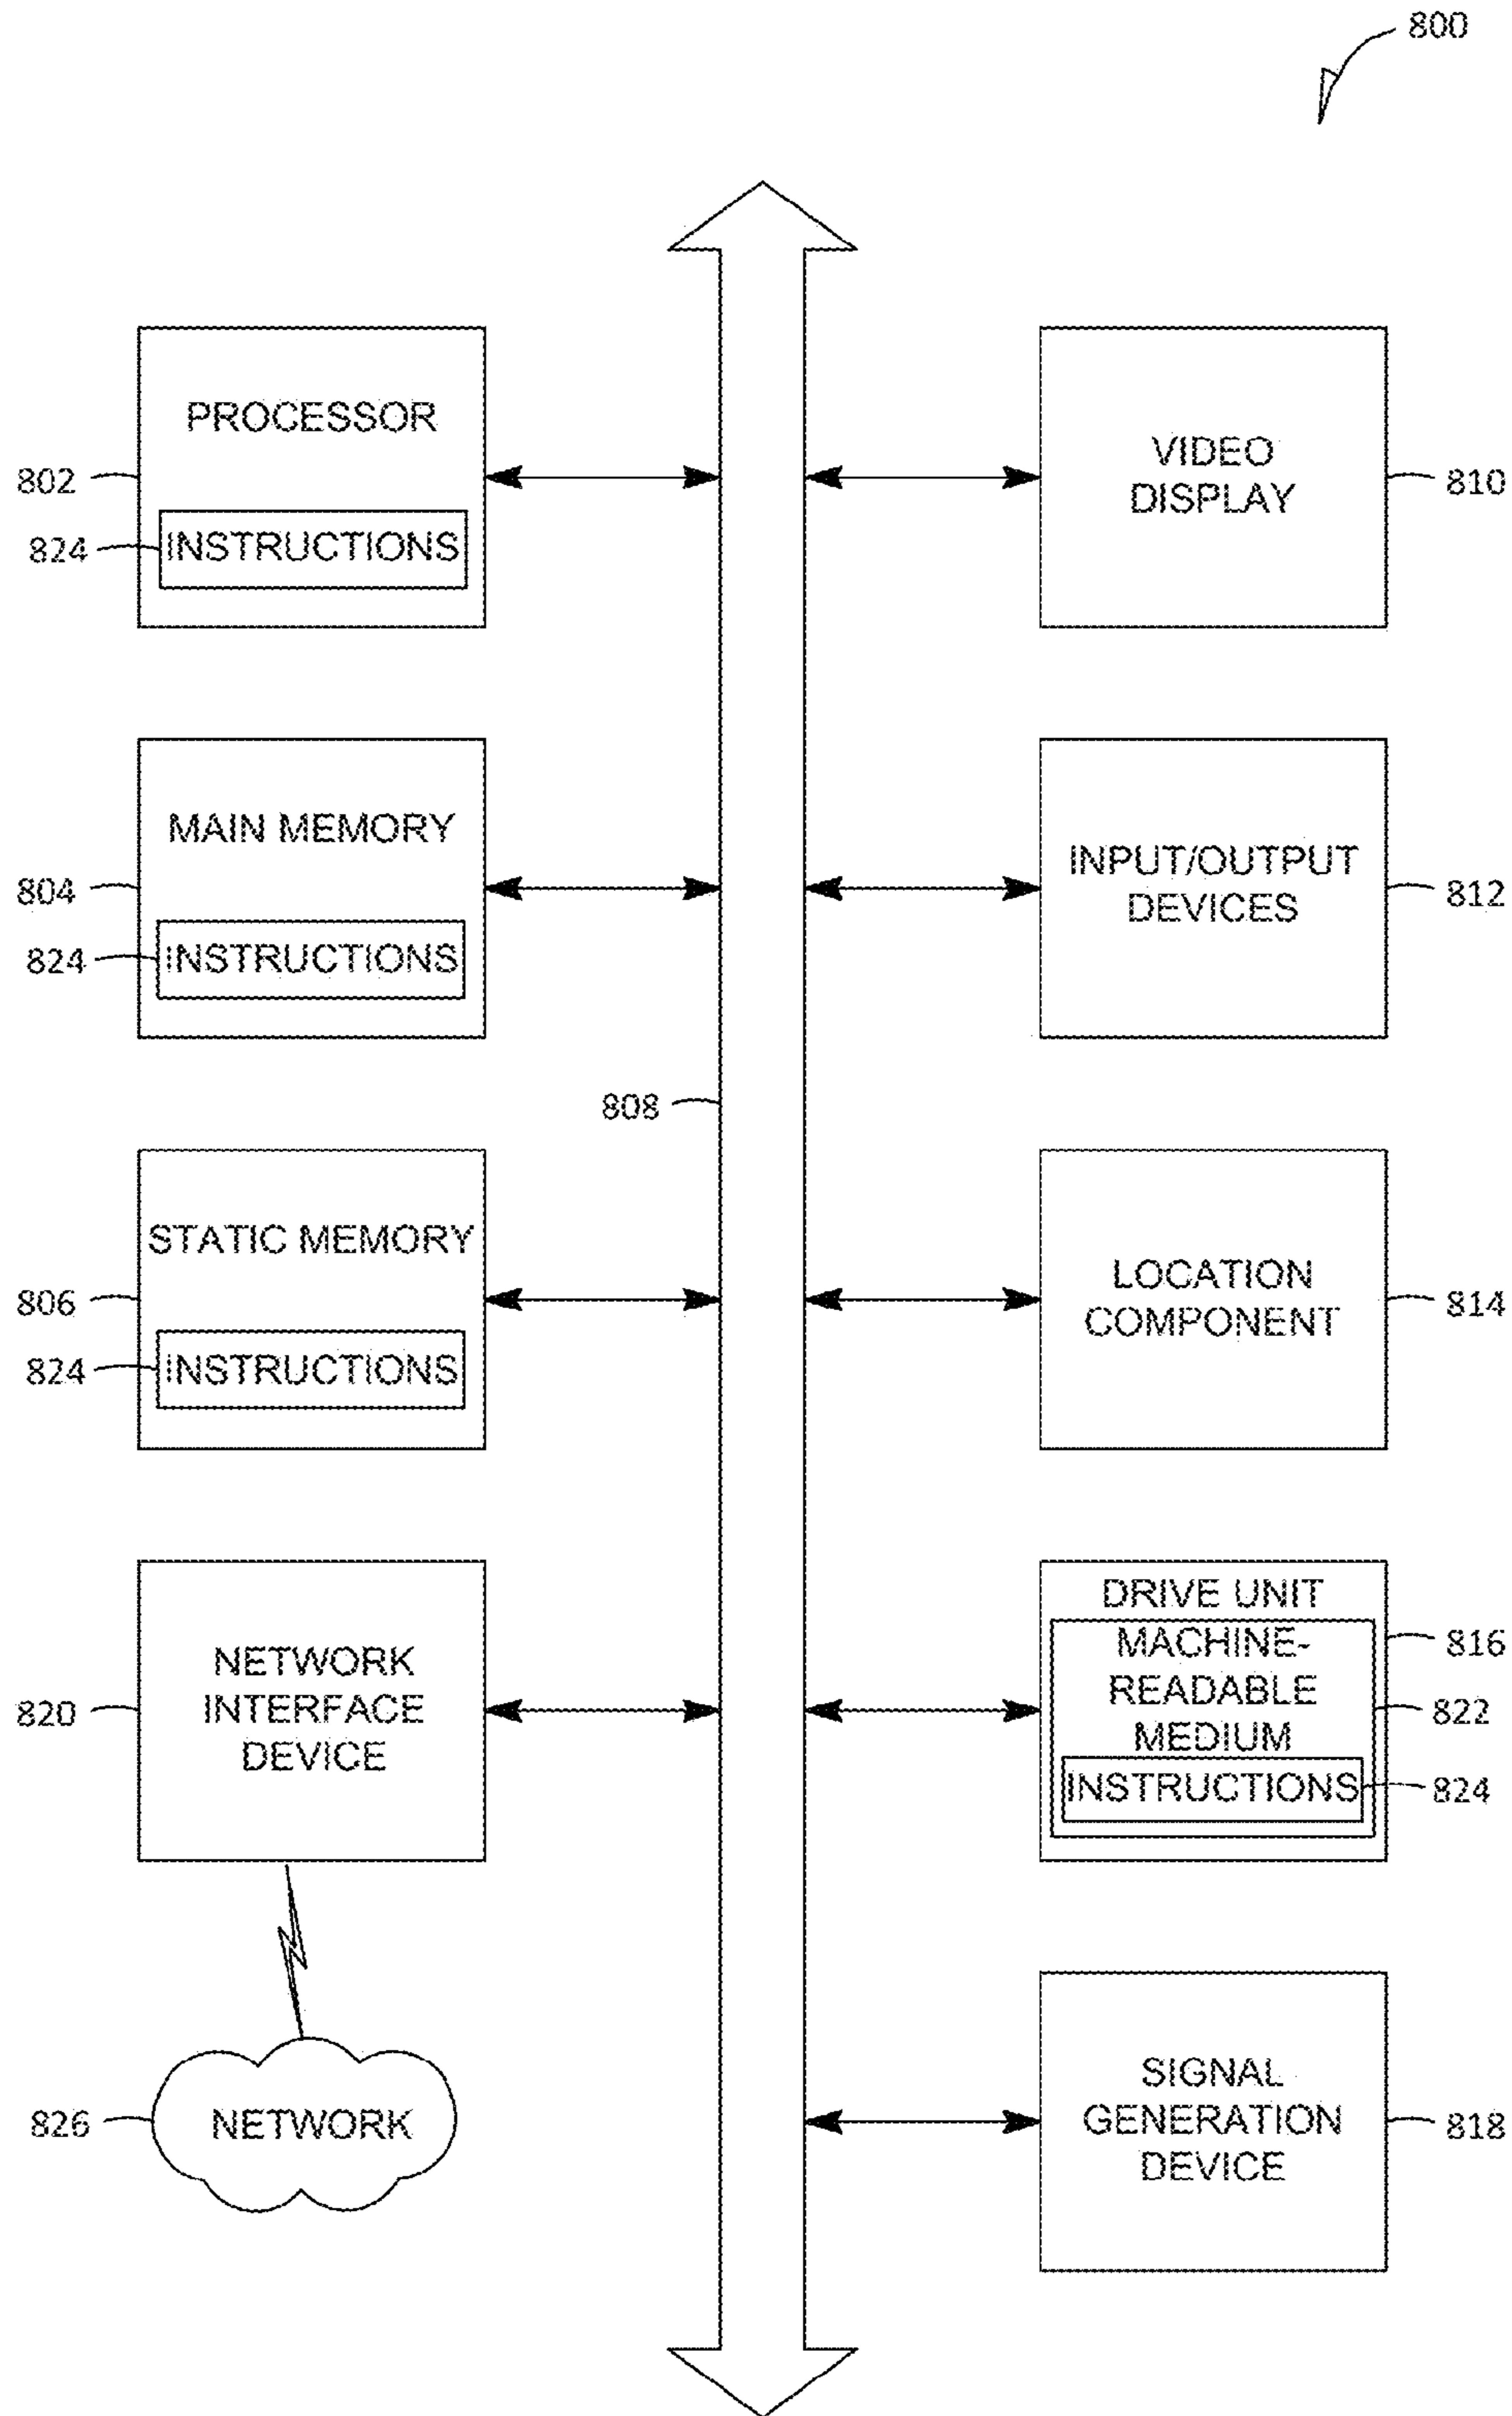 800
PROCESSOR
802
824
INSTRUCTIONS
VIDEO
DISPLAY
810
MAIN MEMORY
804
824
INSTRUCTIONS
INPUT/OUTPUT
DEVICES
812
808
STATIC MEMORY
806
824
INSTRUCTIONS
LOCATION
COMPONENT
814
NETWORK
INTERFACE
DEVICE
820
DRIVE UNIT
816
MACHINE-
READABLE
MEDIUM
822
INSTRUCTIONS
824
826
NETWORK
SIGNAL
GENERATION
DEVICE
818